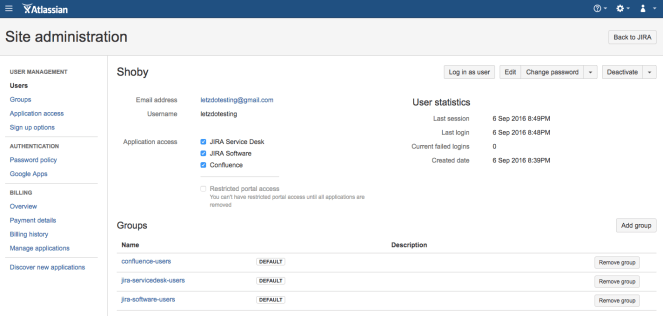 Atlassian
Site administration
Back to JIRA
USER MANAGEMENT
Users
Groups
Application access
Sign up options
AUTHENTICATION
Password policy
Google Apps
BILLING
Overview
Payment details
Billing history
Manage applications
Discover new applications
Shoby
Log in as user
Edit
Change password
Deactivate
Email address letzdotesting@gmail.com
Username letzdotesting
Application access
JIRA Service Desk
JIRA Software
Confluence
Restricted portal access
You can't have restricted portal access until all applications are
removed
User statistics
Last session 6 Sep 2016 8:49PM
Last login 6 Sep 2016 8:48PM
Current failed logins 0
Created date 6 Sep 2016 8:39PM
Groups
Add group
Name Description
confluence-users DEFAULT Remove group
jira-servicedesk-users DEFAULT Remove group
jira-software-users DEFAULT Remove group